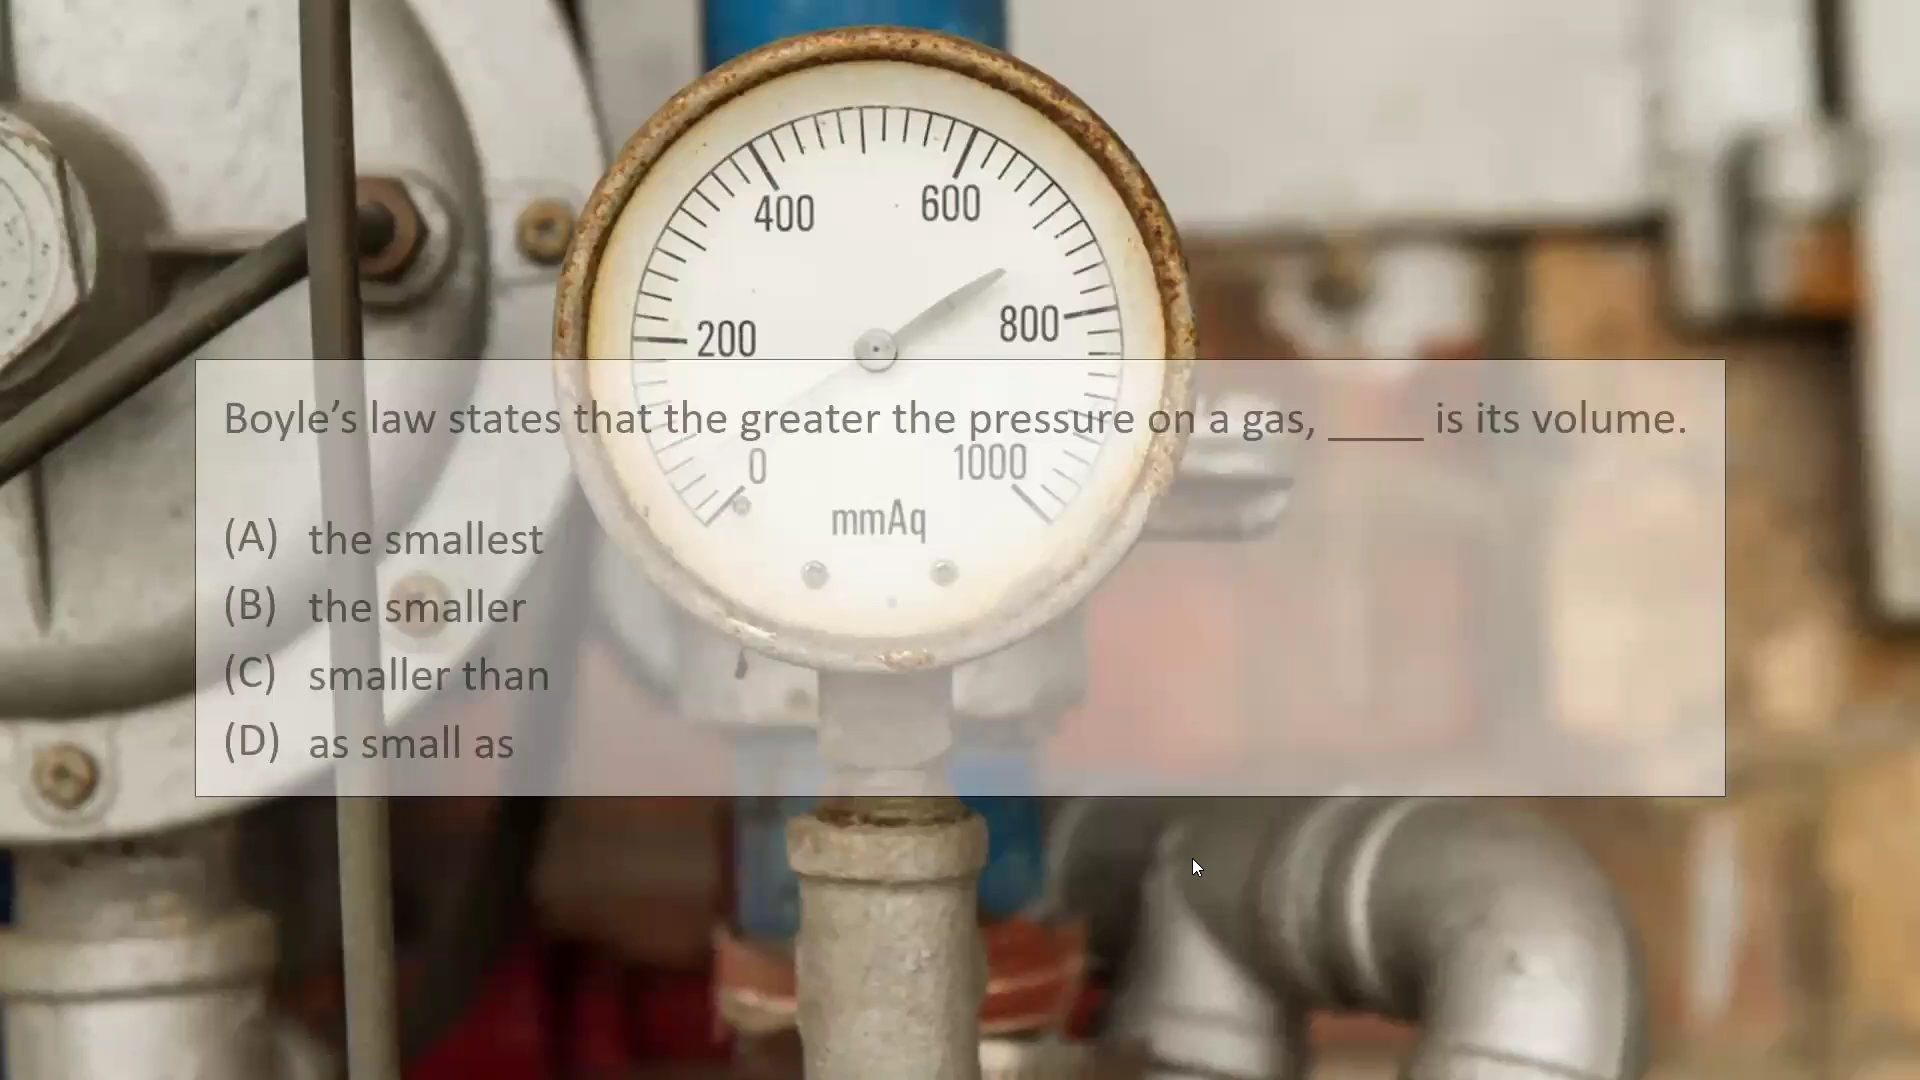 400 600
200 800
Boyle’s law states that the greater the pressure on a gas, _____ is its volume.
0 1000
mmAq
(A) the smallest
(B) the smaller
(C) smaller than
(D) as small as